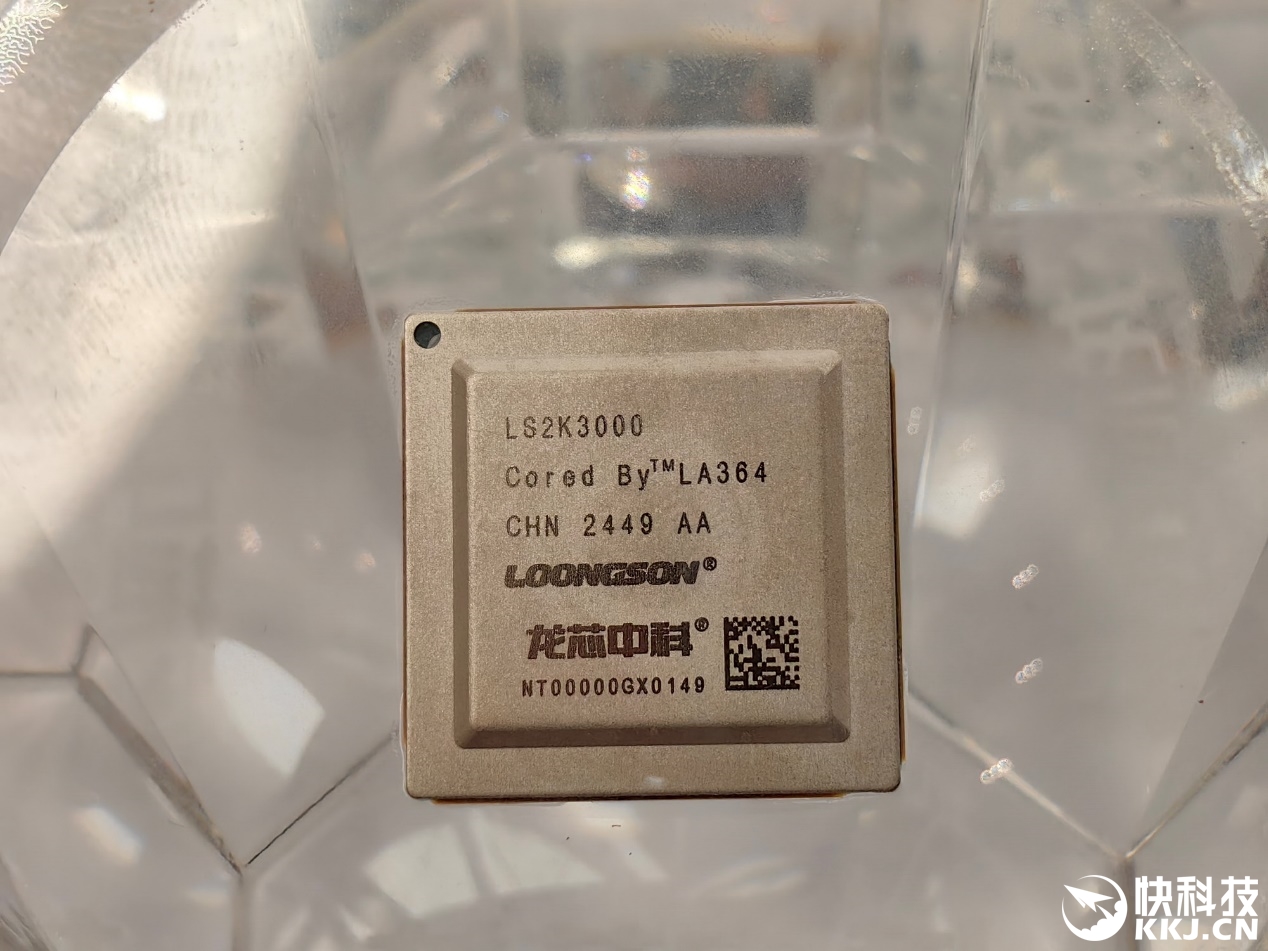 LS2K3000
Cored By™LA364
CHN 2449 AA
LOONGSON®
龙芯中科®
NT00000GX0149
快科技
KKJ.CN